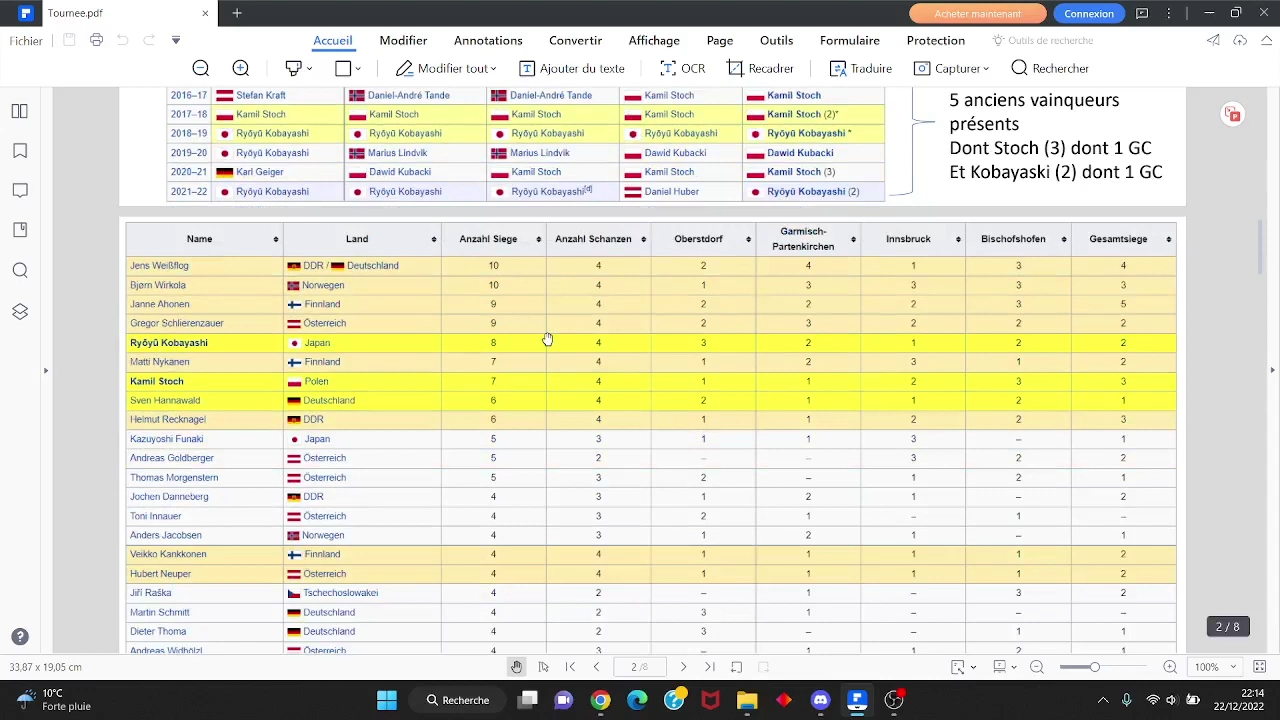 Tournee.pdf
Acheter maintenant
Connexion
Fichier
Accueil
Modifier
Annotations
Convertir
Affichage
Page
Outils
Formulaire
Protection
Outils de recherche
Modifier tout
Ajouter du texte
OCR
Recadrer
Traduire
Capturer
Rechercher
2016–17 Stefan Kraft Daniel-André Tande Daniel-André Tande Kamil Stoch Kamil Stoch
2017–18 Kamil Stoch Kamil Stoch Kamil Stoch Kamil Stoch Kamil Stoch (2)*
2018–19 Ryōyū Kobayashi Ryōyū Kobayashi Ryōyū Kobayashi Ryōyū Kobayashi Ryōyū Kobayashi *
2019–20 Ryōyū Kobayashi Marius Lindvik Marius Lindvik Dawid Kubacki Dawid Kubacki
2020–21 Karl Geiger Dawid Kubacki Kamil Stoch Kamil Stoch Kamil Stoch (3)
2021–22 Ryōyū Kobayashi Ryōyū Kobayashi Ryōyū Kobayashi[d] Daniel Huber Ryōyū Kobayashi (2)
5 anciens vainqueurs
présents
Dont Stoch (3) dont 1 GC
Et Kobayaski (2) dont 1 GC
Name Land Anzahl Siege Anzahl Schanzen Oberstdorf Garmisch-Partenkirchen Innsbruck Bischofshofen Gesamtsiege
Jens Weißflog DDR / Deutschland 10 4 2 4 1 3 4
Bjørn Wirkola Norwegen 10 4 1 3 3 3 3
Janne Ahonen Finnland 9 4 2 2 2 3 5
Gregor Schlierenzauer Österreich 9 4 2 3 2 2 2
Ryōyū Kobayashi Japan 8 4 3 2 1 2 2
Matti Nykänen Finnland 7 4 1 2 3 1 2
Kamil Stoch Polen 7 4 1 1 2 3 3
Sven Hannawald Deutschland 6 4 2 1 1 2 1
Helmut Recknagel DDR 6 4 1 1 2 2 3
Kazuyoshi Funaki Japan 5 3 1 1 3 – 1
Andreas Goldberger Österreich 5 2 – – 3 2 2
Thomas Morgenstern Österreich 5 3 2 – 1 2 1
Jochen Danneberg DDR 4 3 1 2 1 – 2
Toni Innauer Österreich 4 3 2 1 – 1 –
Anders Jacobsen Norwegen 4 3 1 2 1 – 1
Veikko Kankkonen Finnland 4 4 1 1 1 1 2
Hubert Neuper Österreich 4 4 1 1 1 1 2
Jiří Raška Tschechoslowakei 4 2 – 1 – 3 2
Martin Schmitt Deutschland 4 2 3 1 – – –
Dieter Thoma Deutschland 4 2 3 – – 1 1
Andreas Widhölzl Österreich 4 3 – 1 2 1 1
2 / 8
33,87 x 19,05 cm
2 /8
100%
10°C
Forte pluie
Recherche
22:14
22/12/2022